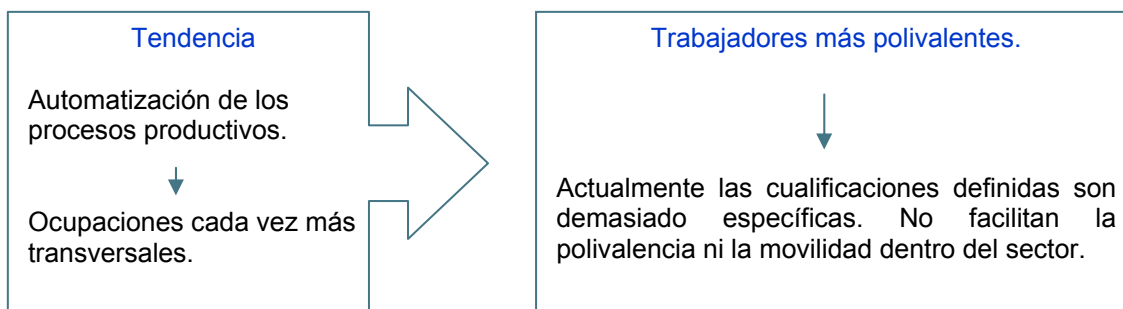 Tendencia
Automatización de los
procesos productivos.
Ocupaciones cada vez más
transversales.
Trabajadores más polivalentes.
Actualmente las cualificaciones definidas son
demasiado específicas. No facilitan la
polivalencia ni la movilidad dentro del sector.